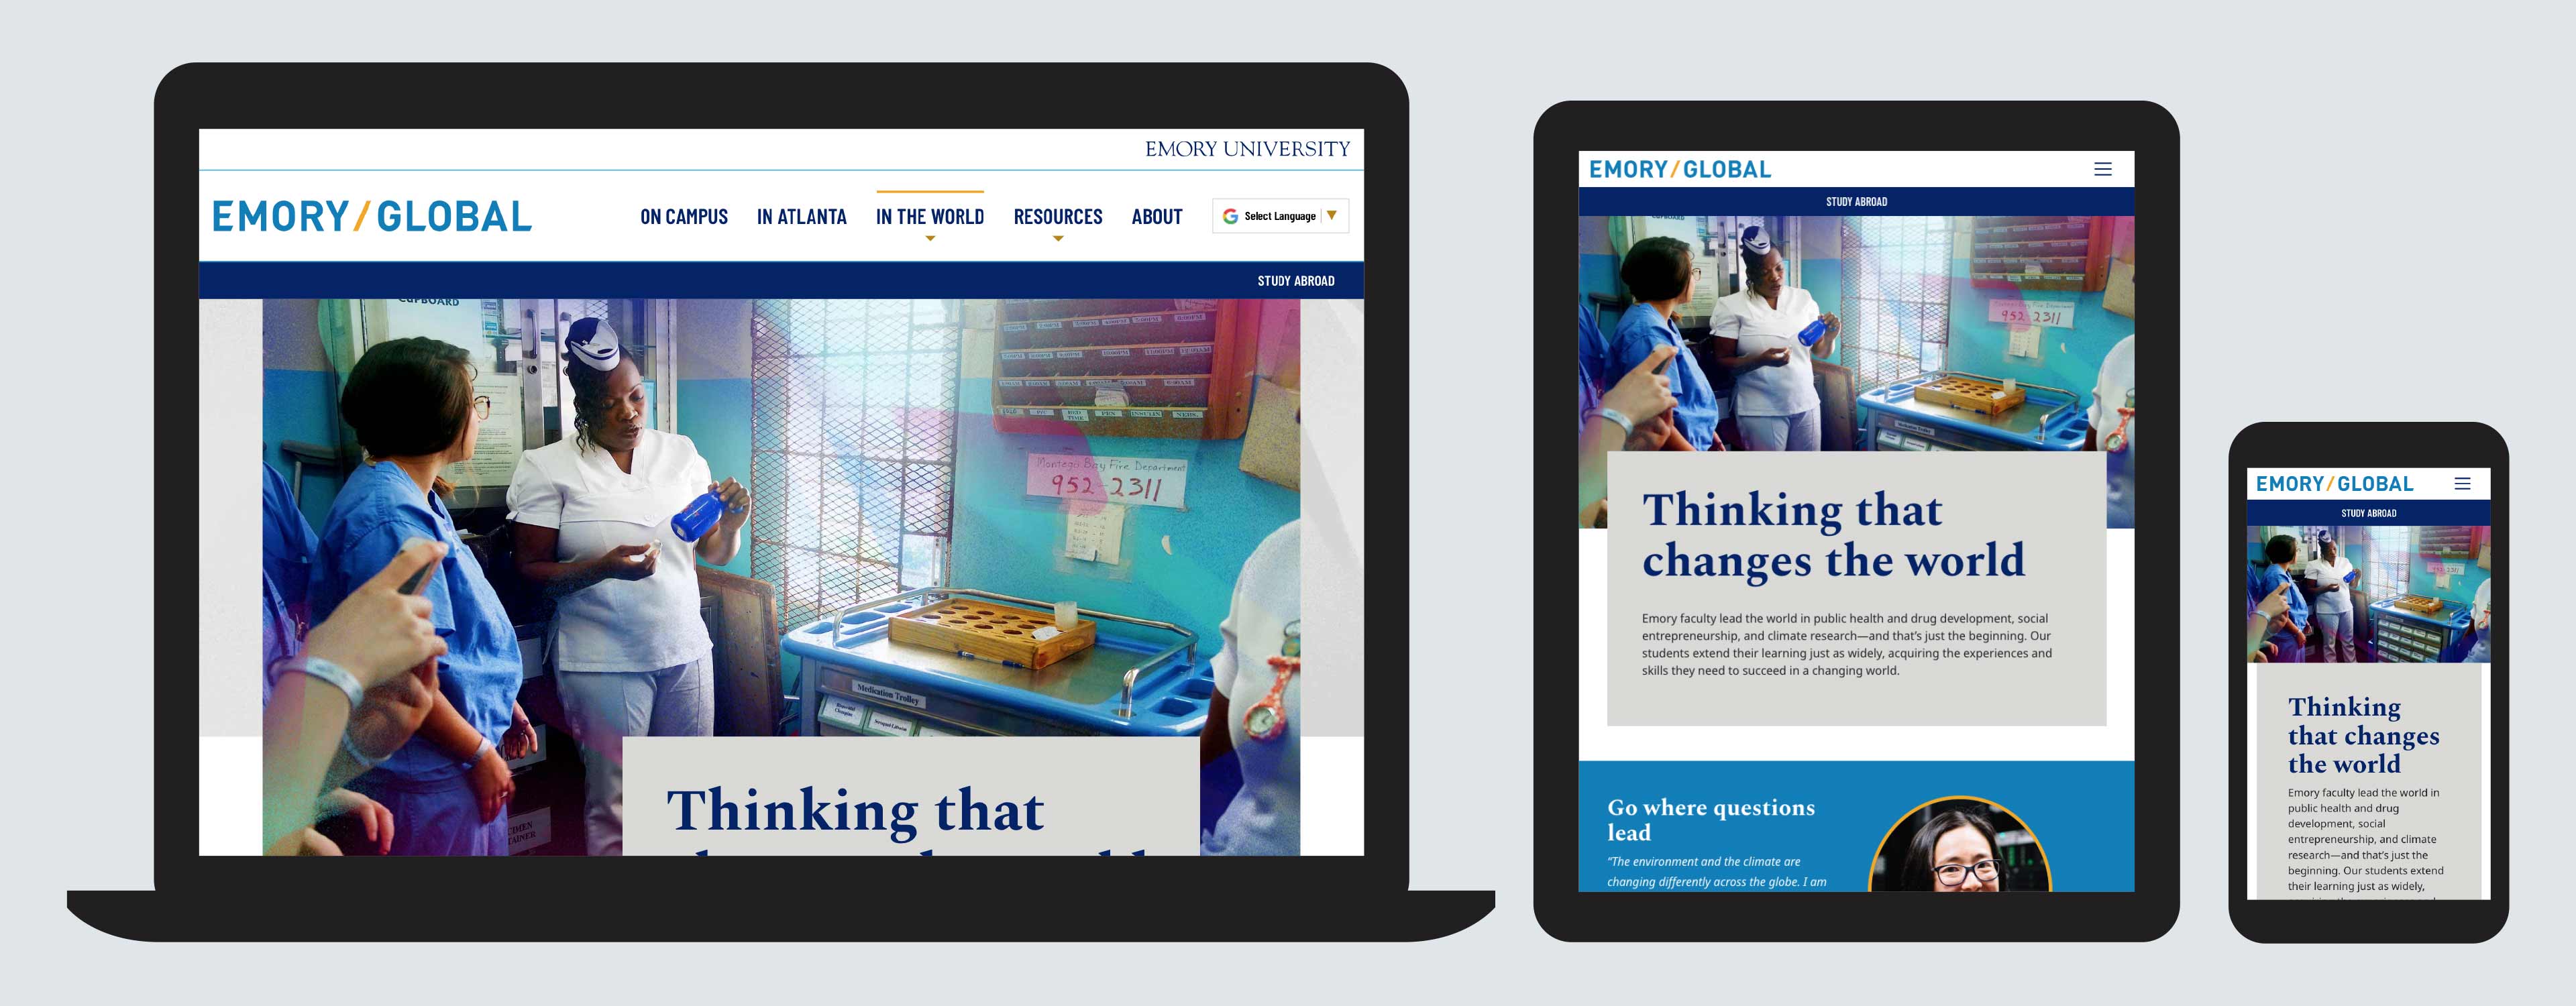 EMORY UNIVERSITY
EMORY/GLOBAL
ON CAMPUS IN ATLANTA IN THE WORLD RESOURCES ABOUT
Select Language
STUDY ABROAD
CUPBOARD
Montego Bay Fire Department
952-2311
Medication Trolley
Thinking that
EMORY/GLOBAL
STUDY ABROAD
952-2311
Medication Trolley
Thinking that
changes the world
Emory faculty lead the world in public health and drug development, social
entrepreneurship, and climate research—and that's just the beginning. Our
students extend their learning just as widely, acquiring the experiences and
skills they need to succeed in a changing world.
Go where questions
lead
"The environment and the climate are
changing differently across the globe. I am
EMORY/GLOBAL
STUDY ABROAD
952-2311
Thinking
that changes
the world
Emory faculty lead the world in
public health and drug
development, social
entrepreneurship, and climate
research—and that's just the
beginning. Our students extend
their learning just as widely,